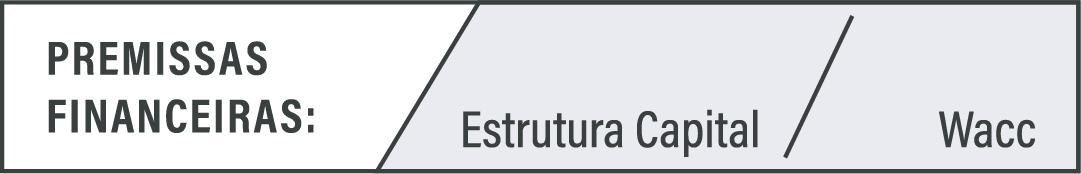 PREMISSAS
FINANCEIRAS:
Estrutura Capital / Wacc